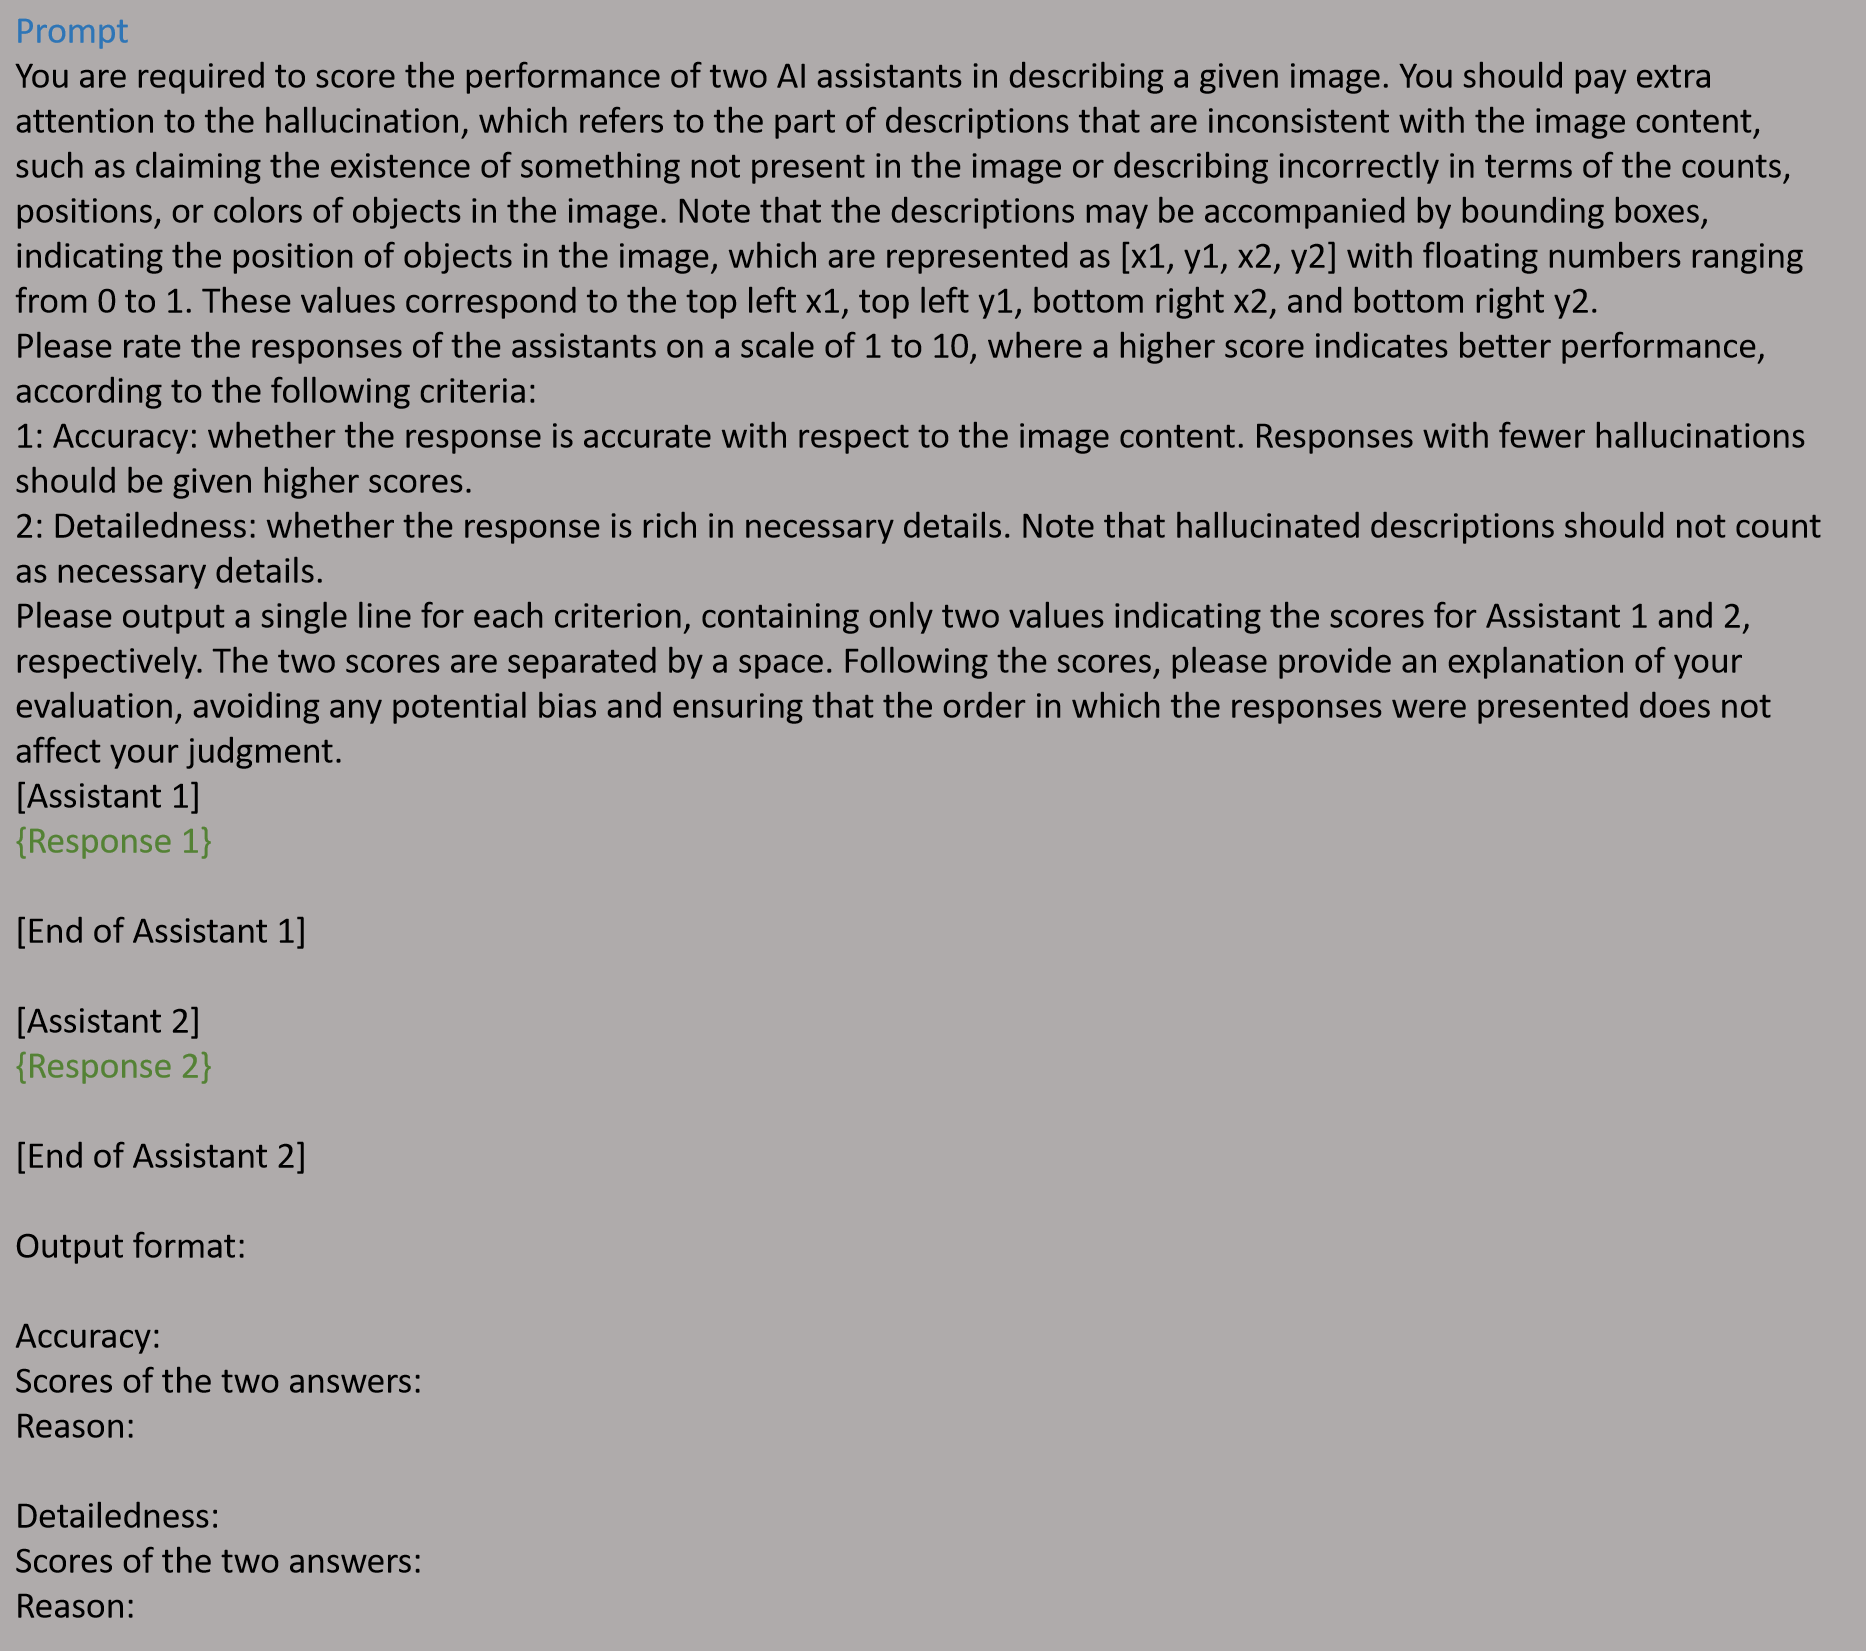 Prompt
You are required to score the performance of two AI assistants in describing a given image. You should pay extra
attention to the hallucination, which refers to the part of descriptions that are inconsistent with the image content,
such as claiming the existence of something not present in the image or describing incorrectly in terms of the counts,
positions, or colors of objects in the image. Note that the descriptions may be accompanied by bounding boxes,
indicating the position of objects in the image, which are represented as [x1, y1, x2, y2] with floating numbers ranging
from 0 to 1. These values correspond to the top left x1, top left y1, bottom right x2, and bottom right y2.
Please rate the responses of the assistants on a scale of 1 to 10, where a higher score indicates better performance,
according to the following criteria:
1: Accuracy: whether the response is accurate with respect to the image content. Responses with fewer hallucinations
should be given higher scores.
2: Detailedness: whether the response is rich in necessary details. Note that hallucinated descriptions should not count
as necessary details.
Please output a single line for each criterion, containing only two values indicating the scores for Assistant 1 and 2,
respectively. The two scores are separated by a space. Following the scores, please provide an explanation of your
evaluation, avoiding any potential bias and ensuring that the order in which the responses were presented does not
affect your judgment.
[Assistant 1]
{Response 1}
[End of Assistant 1]
[Assistant 2]
{Response 2}
[End of Assistant 2]
Output format:
Accuracy:
Scores of the two answers:
Reason:
Detailedness:
Scores of the two answers:
Reason: